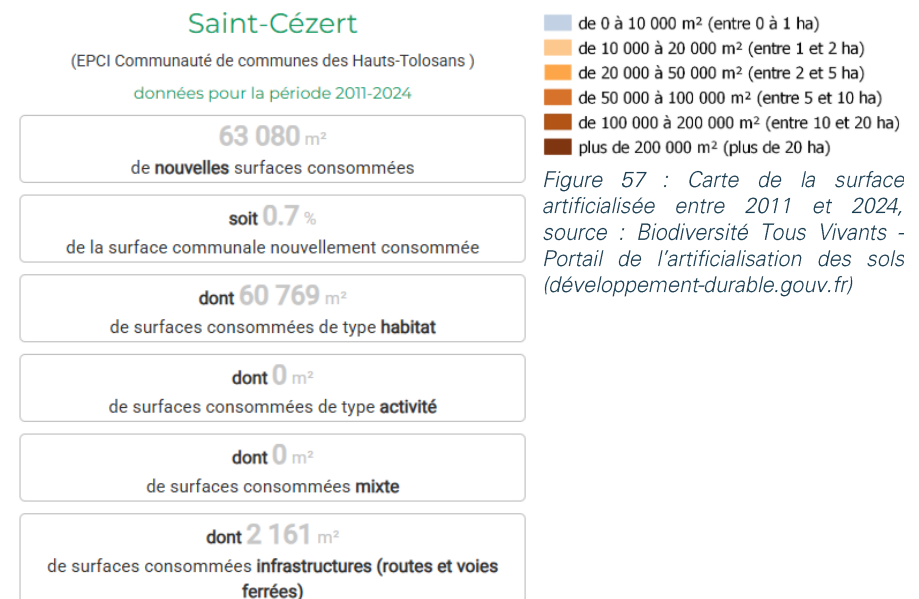 Saint-Cézert
(EPCI Communauté de communes des Hauts-Tolosans )
données pour la période 2011-2024
63 080 m²
de nouvelles surfaces consommées
soit 0.7 %
de la surface communale nouvellement consommée
dont 60 769 m²
de surfaces consommées de type habitat
dont 0 m²
de surfaces consommées de type activité
dont 0 m²
de surfaces consommées mixte
dont 2 161 m²
de surfaces consommées infrastructures (routes et voies
ferrées)
de 0 à 10 000 m² (entre 0 à 1 ha)
de 10 000 à 20 000 m² (entre 1 et 2 ha)
de 20 000 à 50 000 m² (entre 2 et 5 ha)
de 50 000 à 100 000 m² (entre 5 et 10 ha)
de 100 000 à 200 000 m² (entre 10 et 20 ha)
plus de 200 000 m² (plus de 20 ha)
Figure 57 : Carte de la surface
artificialisée entre 2011 et 2024,
source : Biodiversité Tous Vivants -
Portail de l’artificialisation des sols
(développement-durable.gouv.fr)